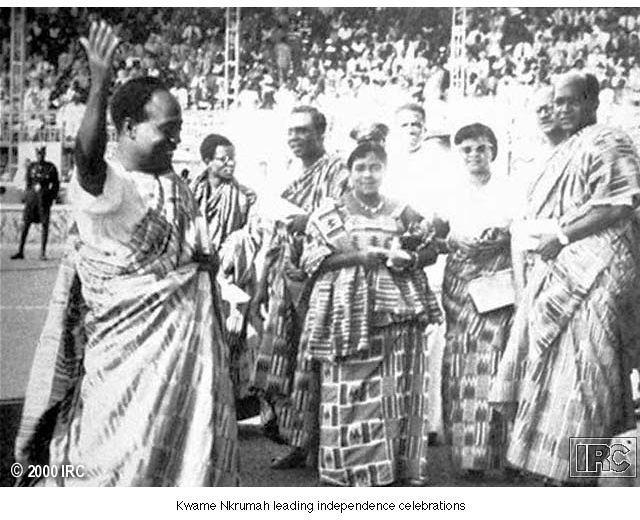 © 2000 IRC
IRC
Kwame Nkrumah leading independence celebrations